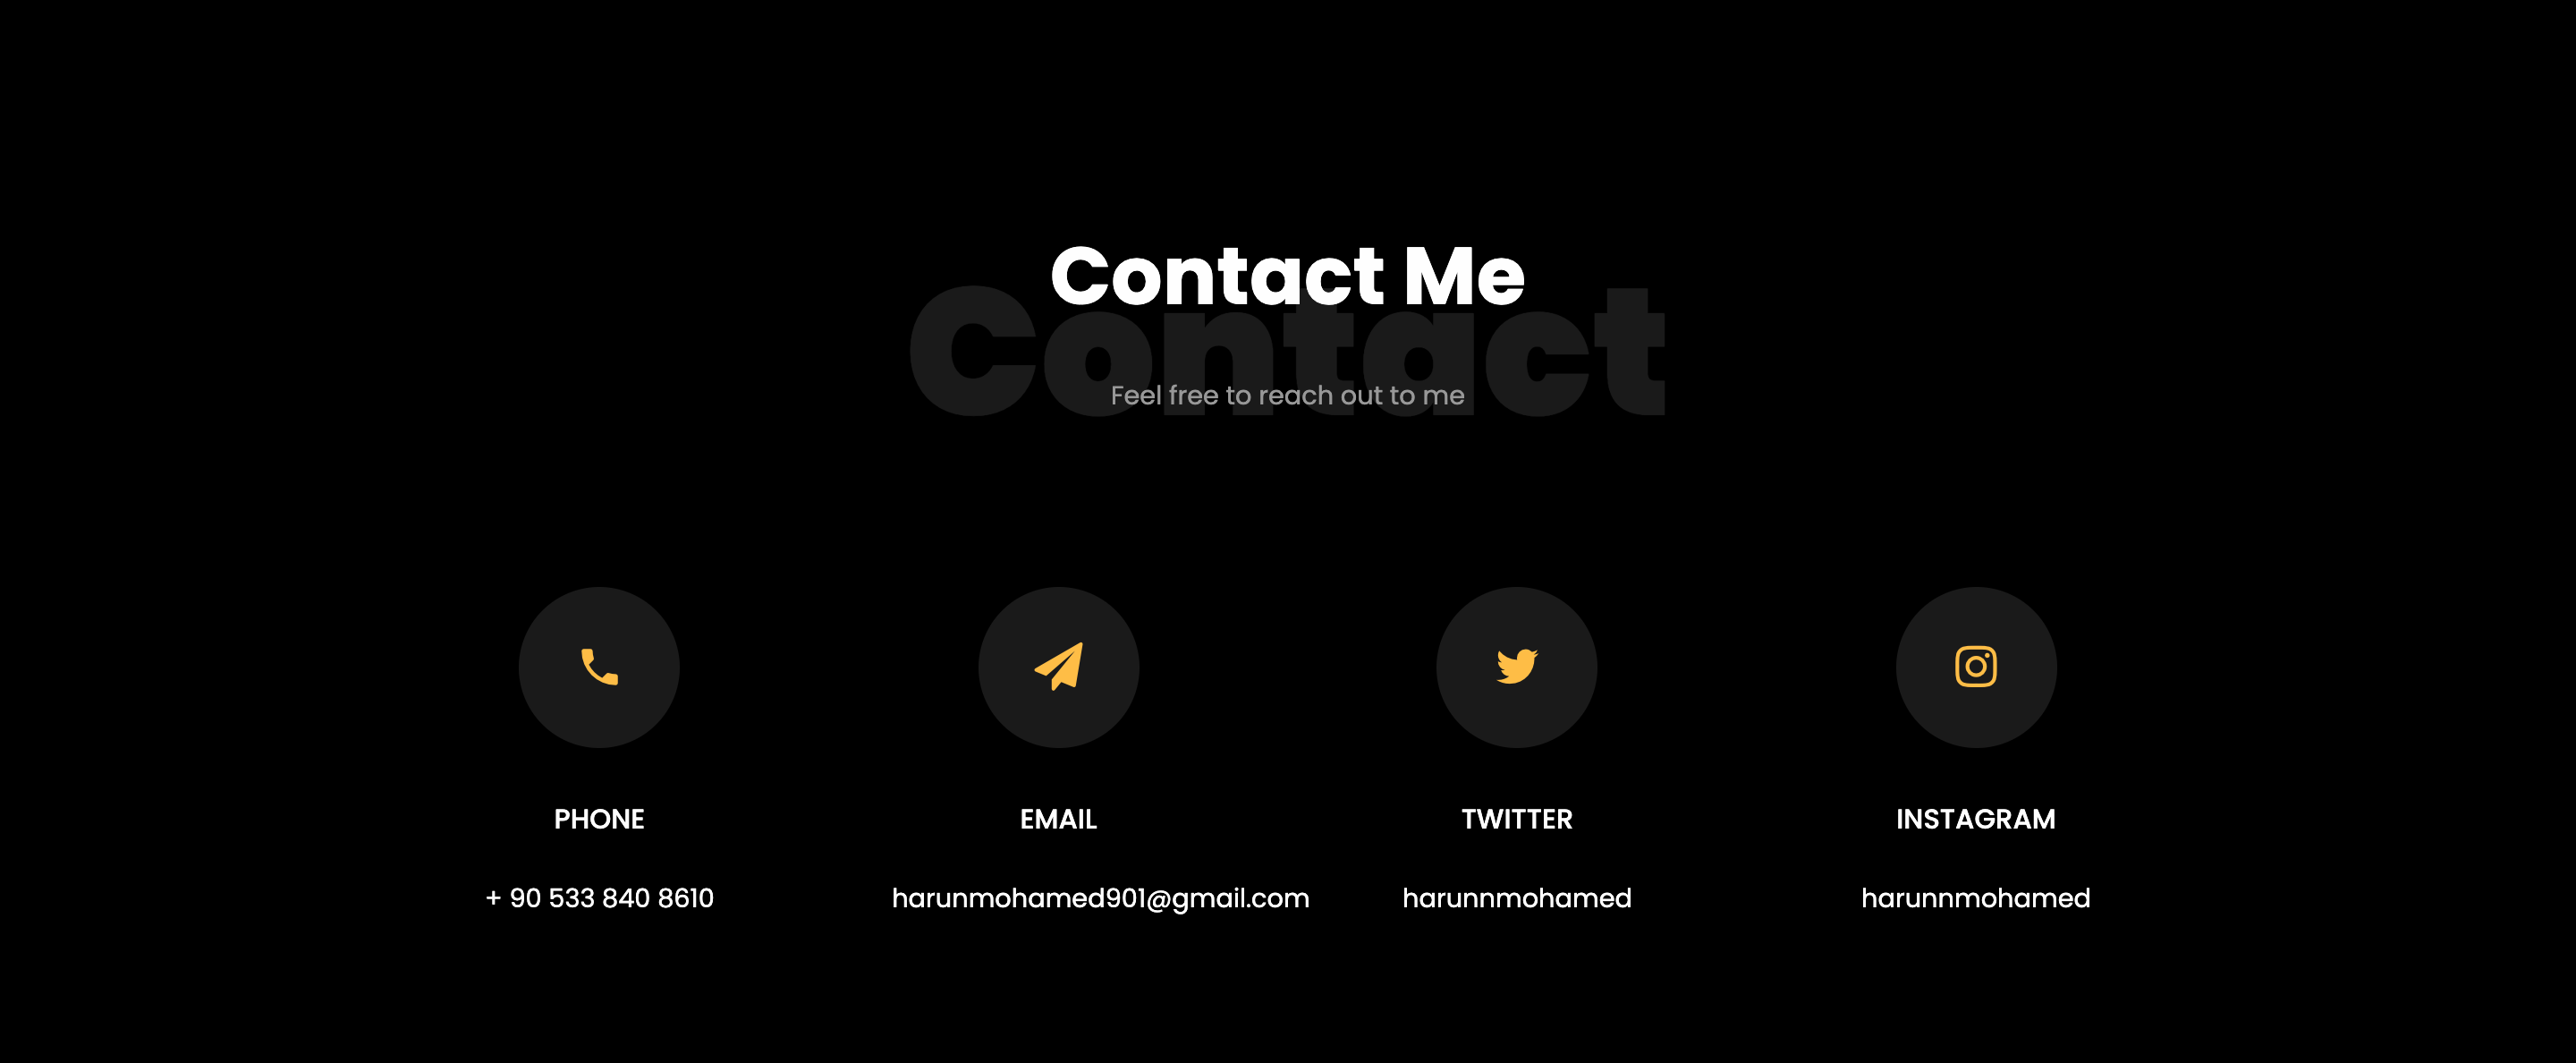 Contact Me
Contact
Feel free to reach out to me
PHONE
EMAIL
TWITTER
INSTAGRAM
+ 90 533 840 8610
harunmohamed901@gmail.com
harunnmohamed
harunnmohamed